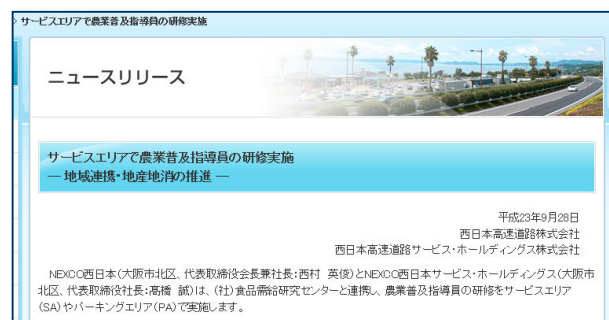 サービスエリアで農業普及指導員の研修実施
ニュースリリース
サービスエリアで農業普及指導員の研修実施
― 地域連携・地産地消の推進 ―
平成23年9月28日
西日本高速道路株式会社
西日本高速道路サービス・ホールディングス株式会社
NEXCO西日本(大阪市北区、代表取締役会長兼社長:西村 英俊)とNEXCO西日本サービス・ホールディングス(大阪市
北区、代表取締役社長:高橋 誠)は、(社)食品需給研究センターと連携し、農業普及指導員の研修をサービスエリア
(SA)やパーキングエリア(PA)で実施します。